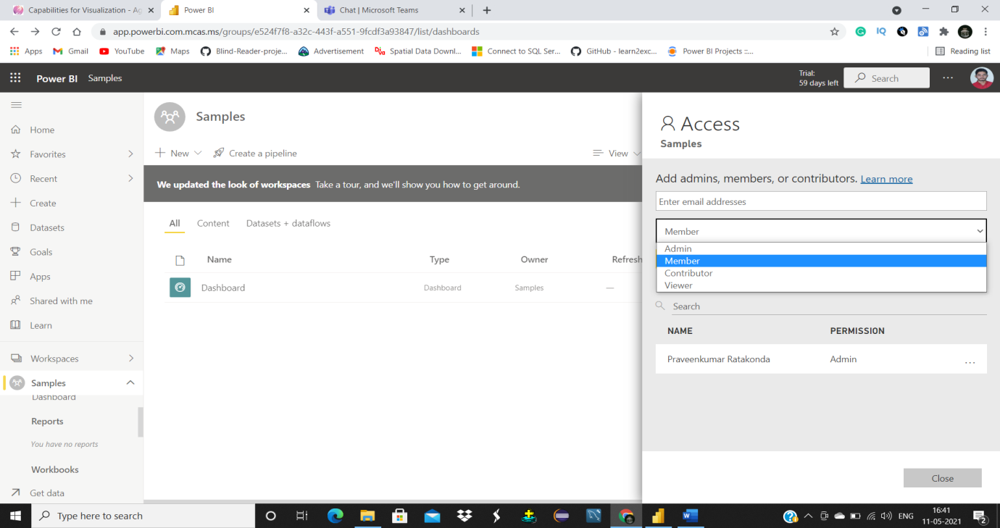 Capabilities for Visualization - Ag
Power BI
Chat | Microsoft Teams
app.powerbi.com.mcas.ms/groups/e524f7f8-a32c-443f-a551-9fcdf3a93847/list/dashboards
Apps
Gmail
YouTube
Maps
Blind-Reader-proje...
Advertisement
Spatial Data Downl...
Connect to SQL Ser...
GitHub - learn2exc...
Power BI Projects ::...
Reading list
Power BI Samples
Trial:
59 days left
Search
Home
Favorites
Recent
Create
Datasets
Goals
Apps
Shared with me
Learn
Workspaces
Samples
Dashboard
Reports
You have no reports
Workbooks
Get data
Samples
New
Create a pipeline
View
We updated the look of workspaces Take a tour, and we'll show you how to get around.
All Content Datasets + dataflows
Name Type Owner Refresh
Dashboard Dashboard Samples —
Access
Samples
Add admins, members, or contributors. Learn more
Enter email addresses
Member
Admin
Member
Contributor
Viewer
Search
NAME PERMISSION
Praveenkumar Ratakonda Admin ...
Close
Type here to search
ENG
16:41
11-05-2021
2